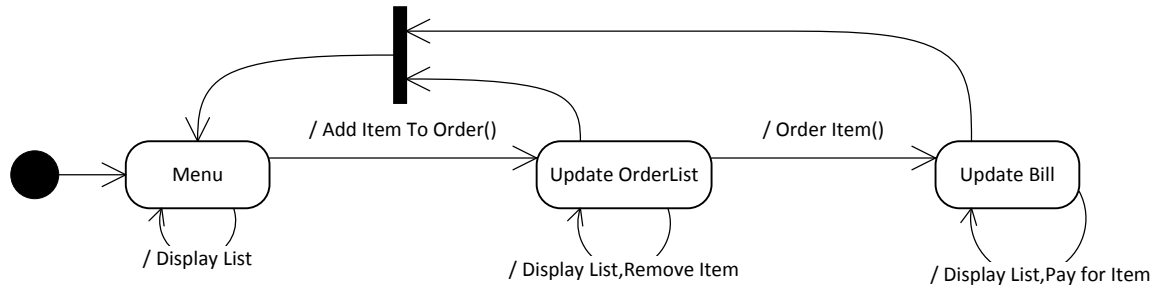 / Add Item To Order()
/ Order Item()
Menu
Update OrderList
Update Bill
/ Display List
/ Display List,Remove Item
/ Display List,Pay for Item